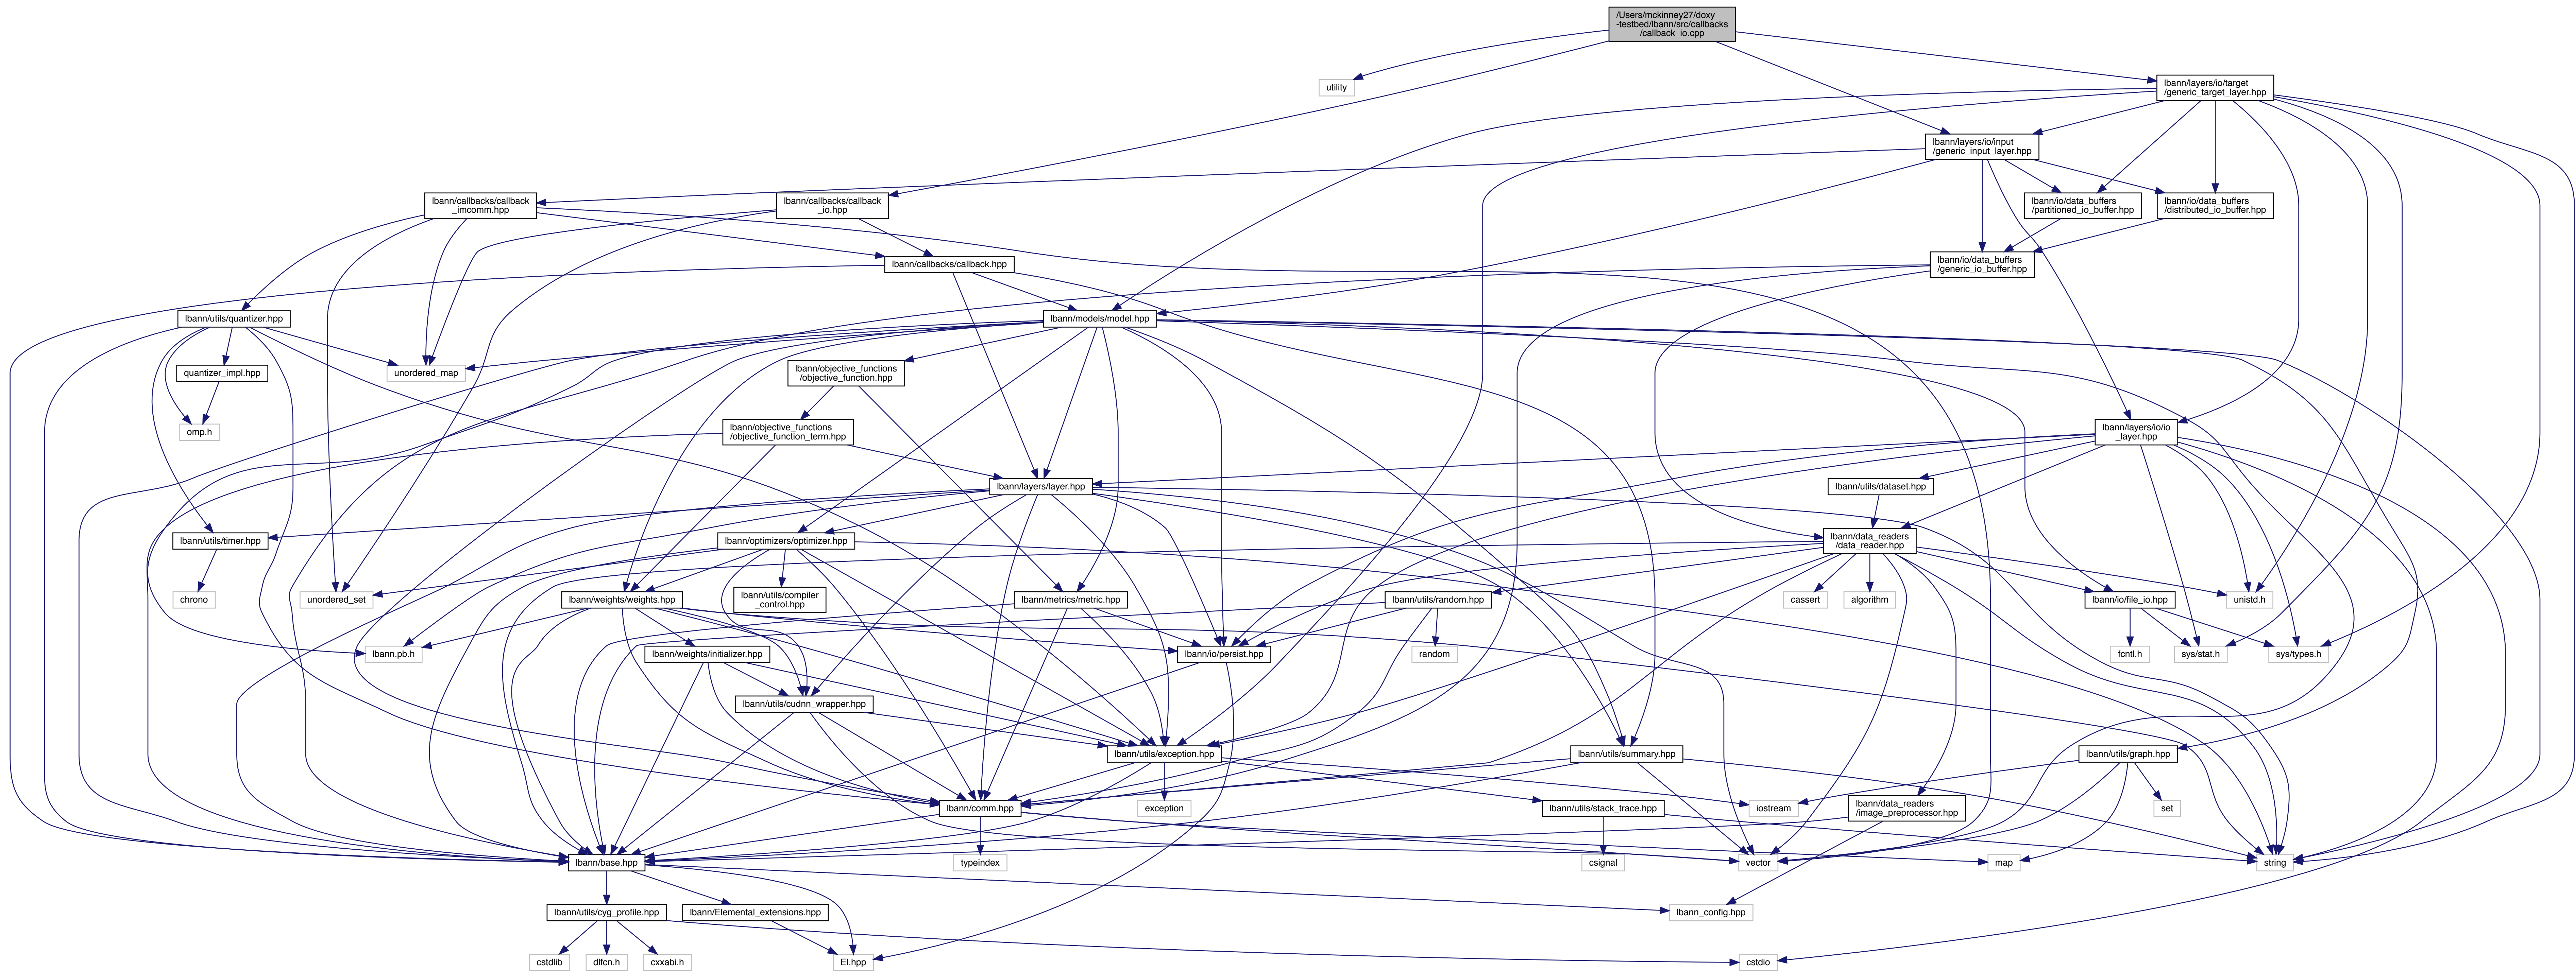 /Users/mckinney27/doxy
-testbed/lbann/src/callbacks
/callback_io.cpp
utility
lbann/layers/io/target
/generic_target_layer.hpp
lbann/layers/io/input
/generic_input_layer.hpp
lbann/callbacks/callback
_imcomm.hpp
lbann/callbacks/callback
_io.hpp
lbann/io/data_buffers
/partitioned_io_buffer.hpp
lbann/io/data_buffers
/distributed_io_buffer.hpp
lbann/callbacks/callback.hpp
lbann/io/data_buffers
/generic_io_buffer.hpp
lbann/utils/quantizer.hpp
lbann/models/model.hpp
quantizer_impl.hpp
unordered_map
lbann/objective_functions
/objective_function.hpp
omp.h
lbann/objective_functions
/objective_function_term.hpp
lbann/layers/io/io
_layer.hpp
lbann/layers/layer.hpp
lbann/utils/dataset.hpp
lbann/utils/timer.hpp
lbann/optimizers/optimizer.hpp
lbann/data_readers
/data_reader.hpp
chrono
unordered_set
lbann/weights/weights.hpp
lbann/utils/compiler
_control.hpp
lbann/metrics/metric.hpp
lbann/utils/random.hpp
cassert
algorithm
lbann/io/file_io.hpp
unistd.h
lbann.pb.h
lbann/weights/initializer.hpp
lbann/io/persist.hpp
random
fcntl.h
sys/stat.h
sys/types.h
lbann/utils/cudnn_wrapper.hpp
lbann/utils/exception.hpp
lbann/utils/summary.hpp
lbann/utils/graph.hpp
lbann/comm.hpp
exception
lbann/utils/stack_trace.hpp
iostream
lbann/data_readers
/image_preprocessor.hpp
set
lbann/base.hpp
typeindex
csignal
vector
map
string
lbann/utils/cyg_profile.hpp
lbann/Elemental_extensions.hpp
lbann_config.hpp
cstdlib
dlfcn.h
cxxabi.h
El.hpp
cstdio